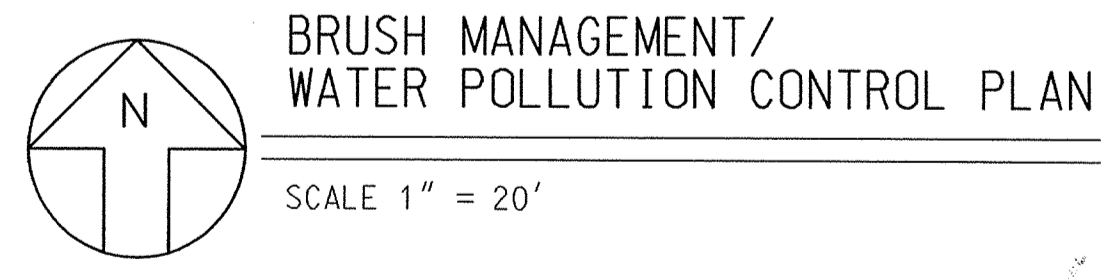 BRUSH MANAGEMENT/
WATER POLLUTION CONTROL PLAN
N
SCALE 1" = 20'